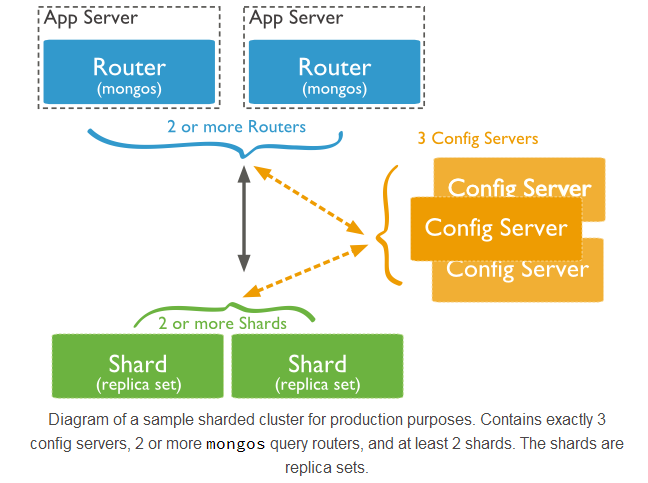 App Server
App Server
Router
(mongos)
Router
(mongos)
2 or more Routers
3 Config Servers
Config Server
Config Server
Config Server
2 or more Shards
Shard
(replica set)
Shard
(replica set)
Diagram of a sample sharded cluster for production purposes. Contains exactly 3
config servers, 2 or more mongos query routers, and at least 2 shards. The shards are
replica sets.